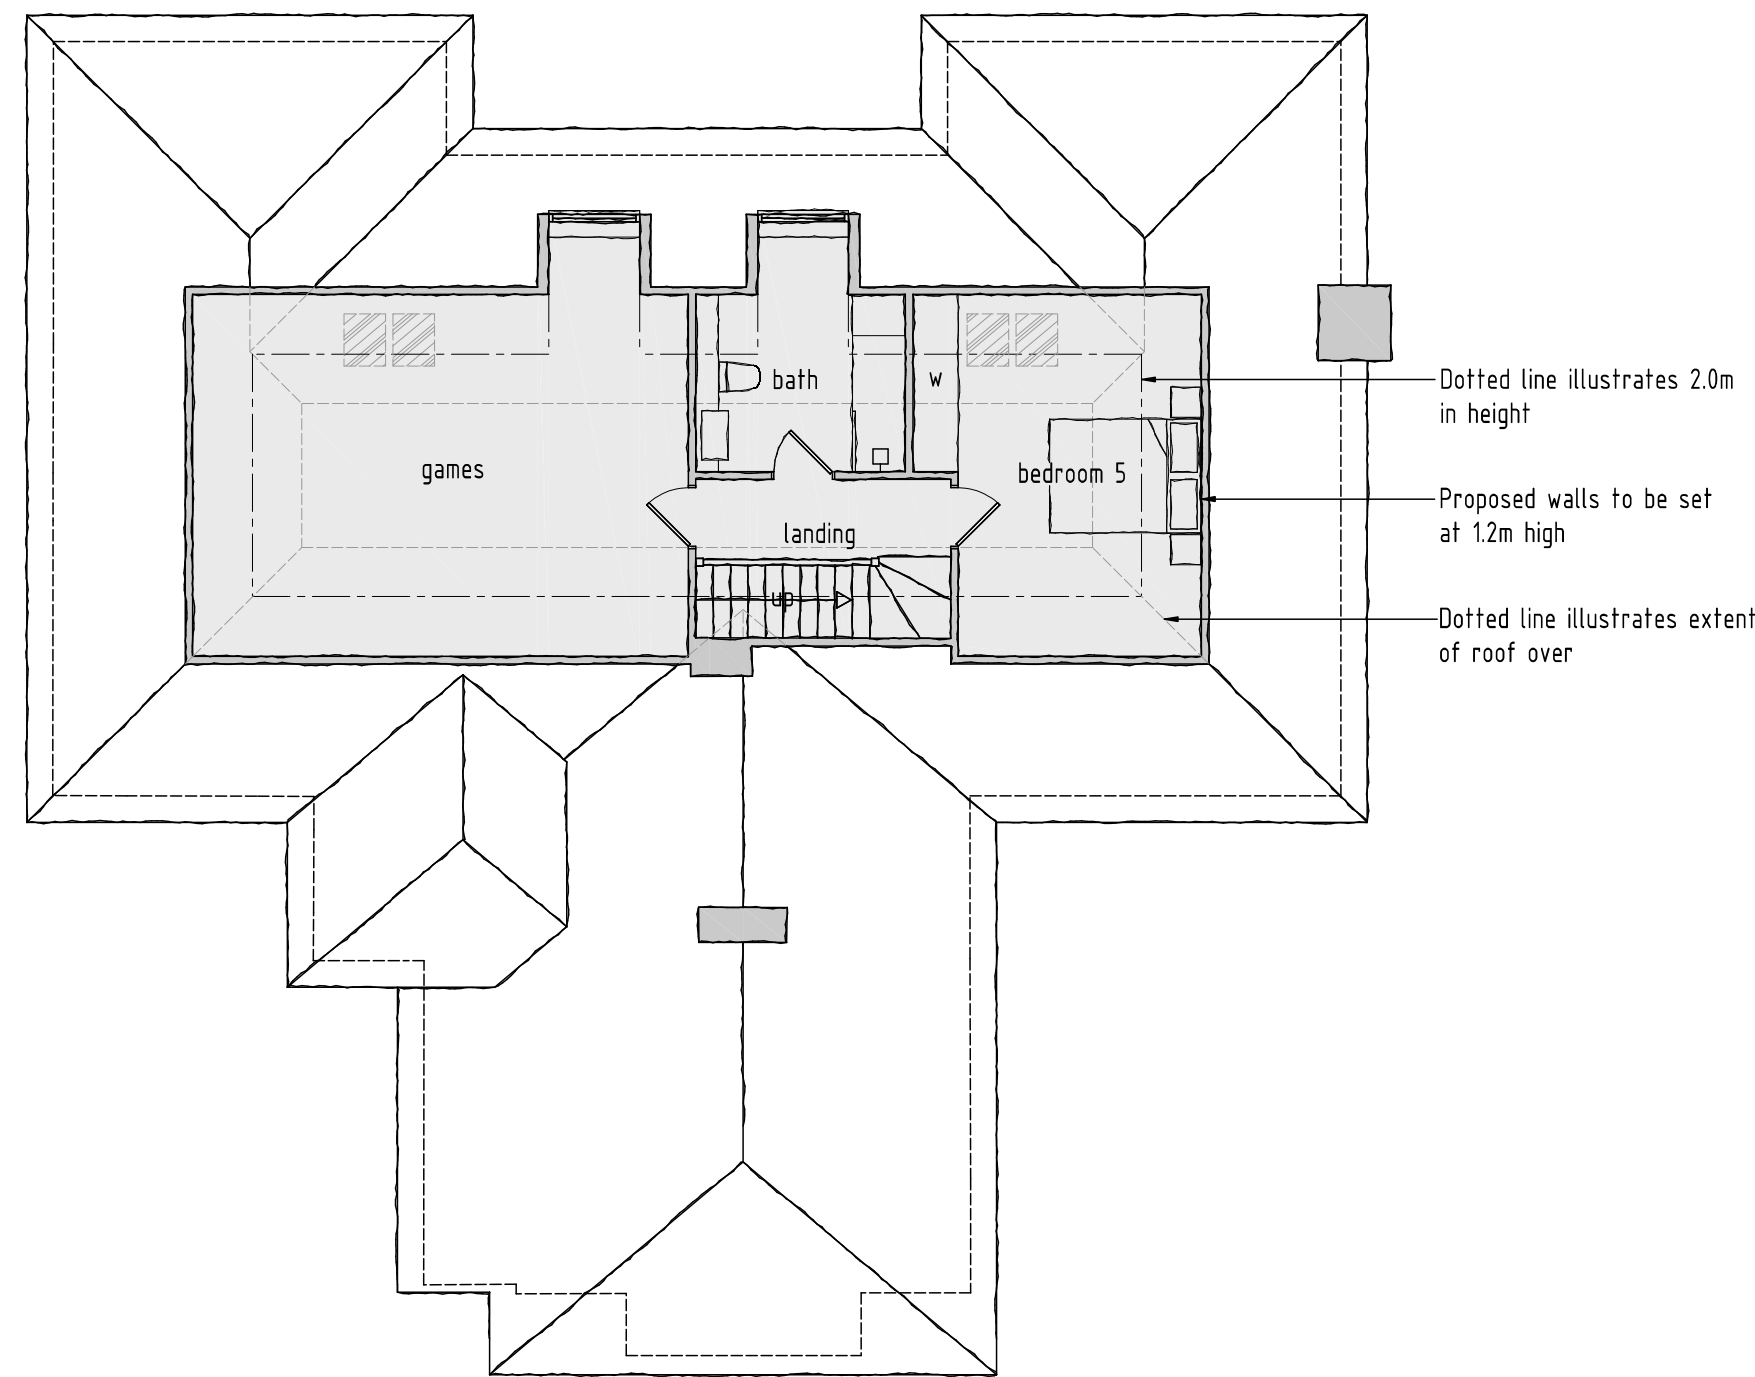 bath
w
Dotted line illustrates 2.0m
in height
games
bedroom 5
Proposed walls to be set
at 1.2m high
landing
up
Dotted line illustrates extent
of roof over